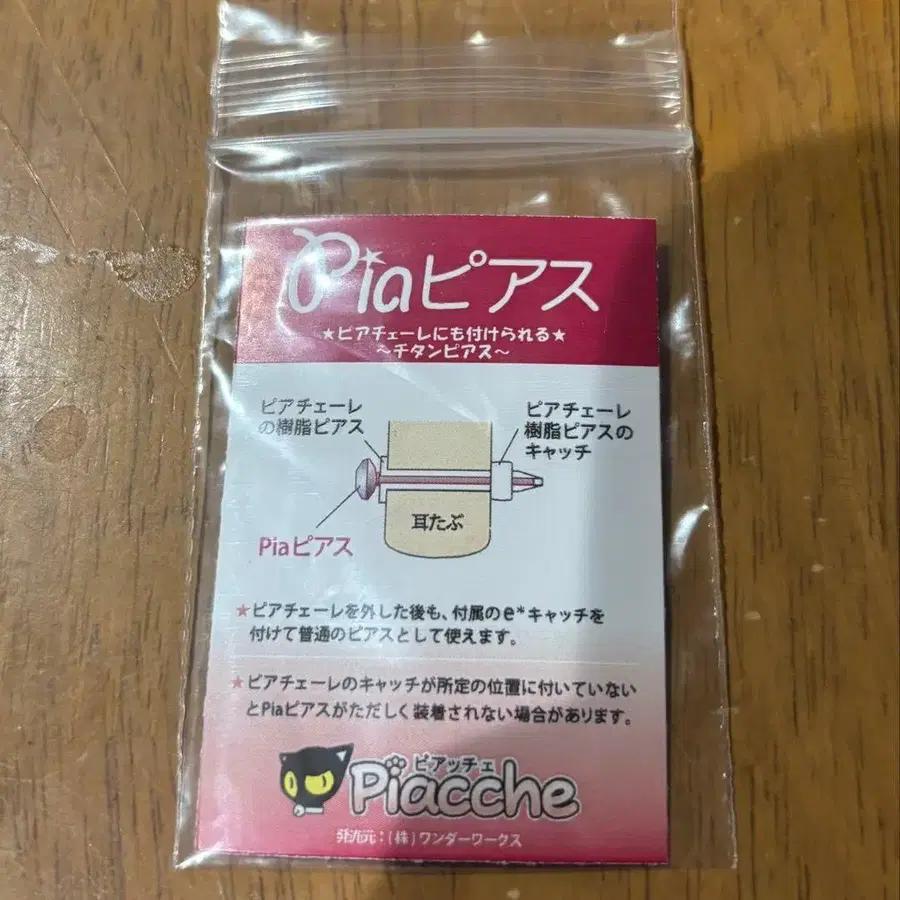 Piaピアス
★ピアチェーレにも付けられる★
～チタンピアス～
ピアチェーレ
の樹脂ピアス
ピアチェーレ
樹脂ピアスの
キャッチ
耳たぶ
Piaピアス
★ピアチェーレを外した後も、付属のe*キャッチを
付けて普通のピアスとして使えます。
★ピアチェーレのキャッチが所定の位置に付いていない
とPiaピアスがただしく装着されない場合があります。
ピアッチェ
Piacche
発売元：（株）ワンダーワークス